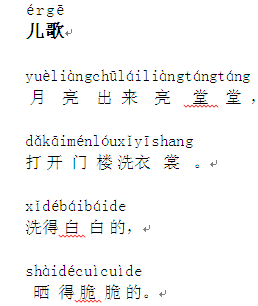 érgē
儿歌
yuèliàngchūláiliàngtángtáng
月 亮 出 来 亮 堂 堂，
dǎkāiménlóuxǐyīshang
打 开 门 楼 洗衣 裳 。
xǐdébáibáide
洗得 白 白 的，
shàidécuìcuìde
晒 得 脆 脆 的。